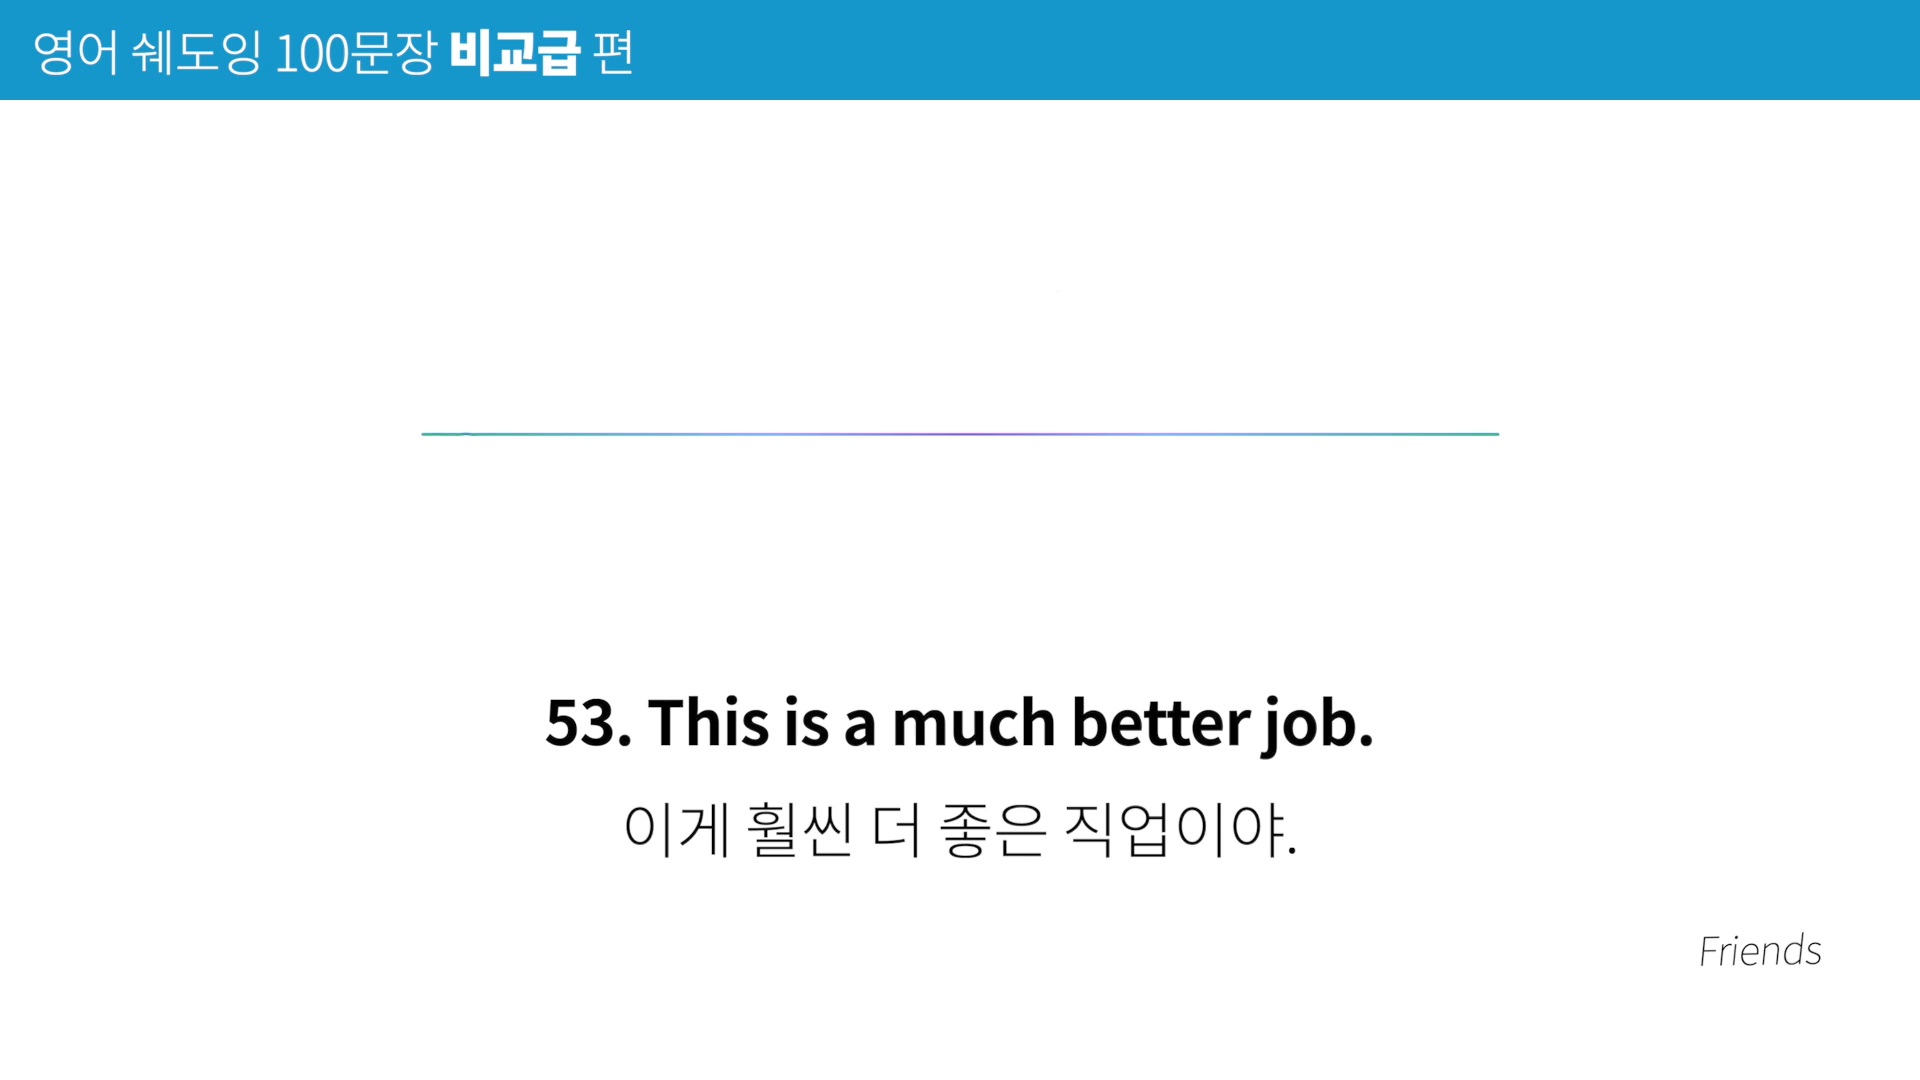 영어 쉐도잉 100문장 비교급 편
53. This is a much better job.
이게 훨씬 더 좋은 직업이야.
Friends